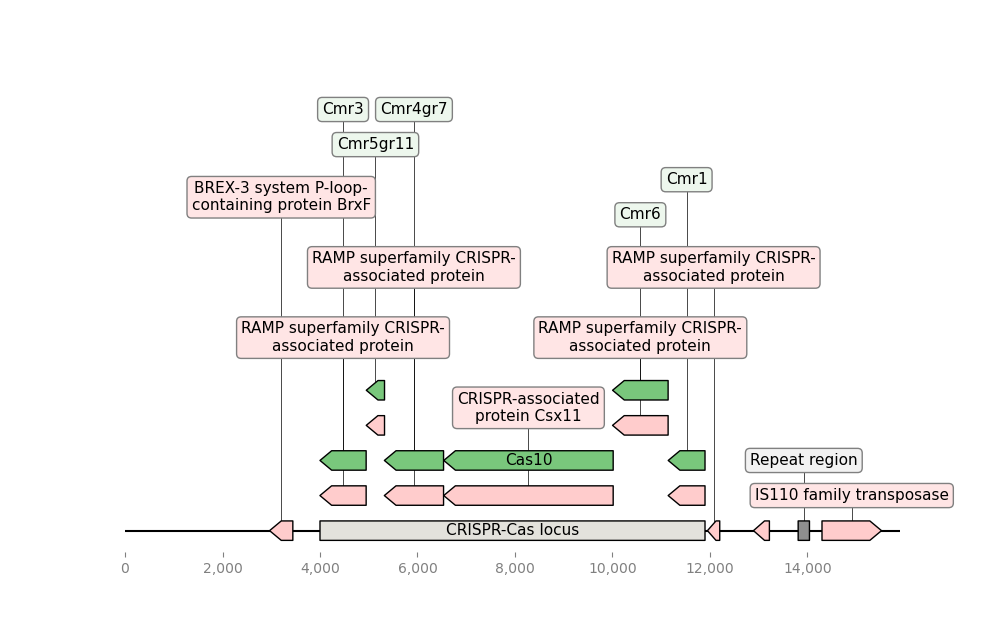 Cmr3
Cmr4gr7
Cmr5gr11
Cmr1
BREX-3 system P-loop-
containing protein BrxF
Cmr6
RAMP superfamily CRISPR-
associated protein
RAMP superfamily CRISPR-
associated protein
RAMP superfamily CRISPR-
associated protein
RAMP superfamily CRISPR-
associated protein
CRISPR-associated
protein Csx11
Cas10
Repeat region
IS110 family transposase
CRISPR-Cas locus
0
2,000
4,000
6,000
8,000
10,000
12,000
14,000